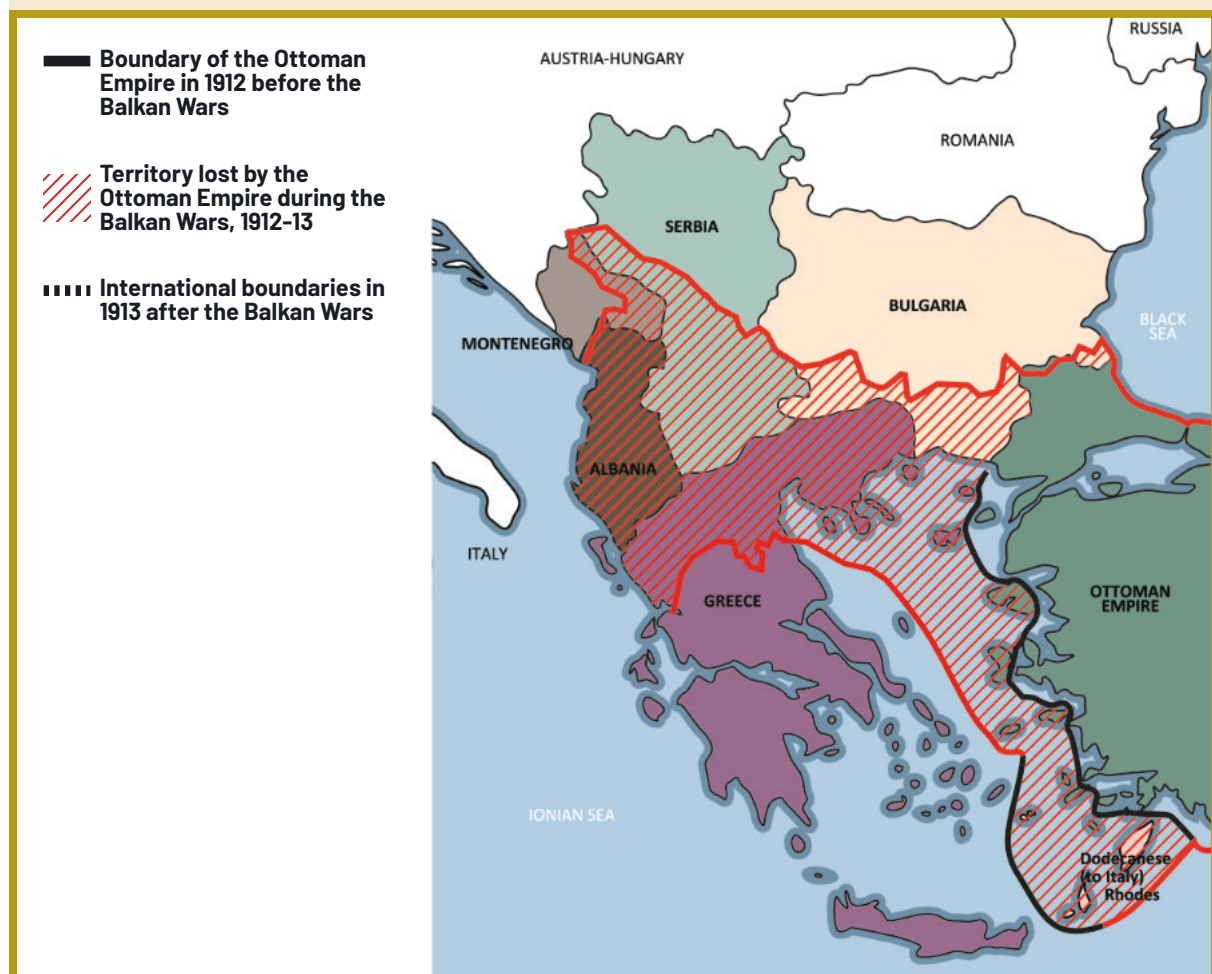 Boundary of the Ottoman
Empire in 1912 before the
Balkan Wars
Territory lost by the
Ottoman Empire during the
Balkan Wars, 1912-13
International boundaries in
1913 after the Balkan Wars
RUSSIA
AUSTRIA-HUNGARY
ROMANIA
SERBIA
BULGARIA
BLACK
SEA
MONTENEGRO
ALBANIA
ITALY
OTTOMAN
EMPIRE
GREECE
IONIAN SEA
Dodecanese
(to Italy)
Rhodes